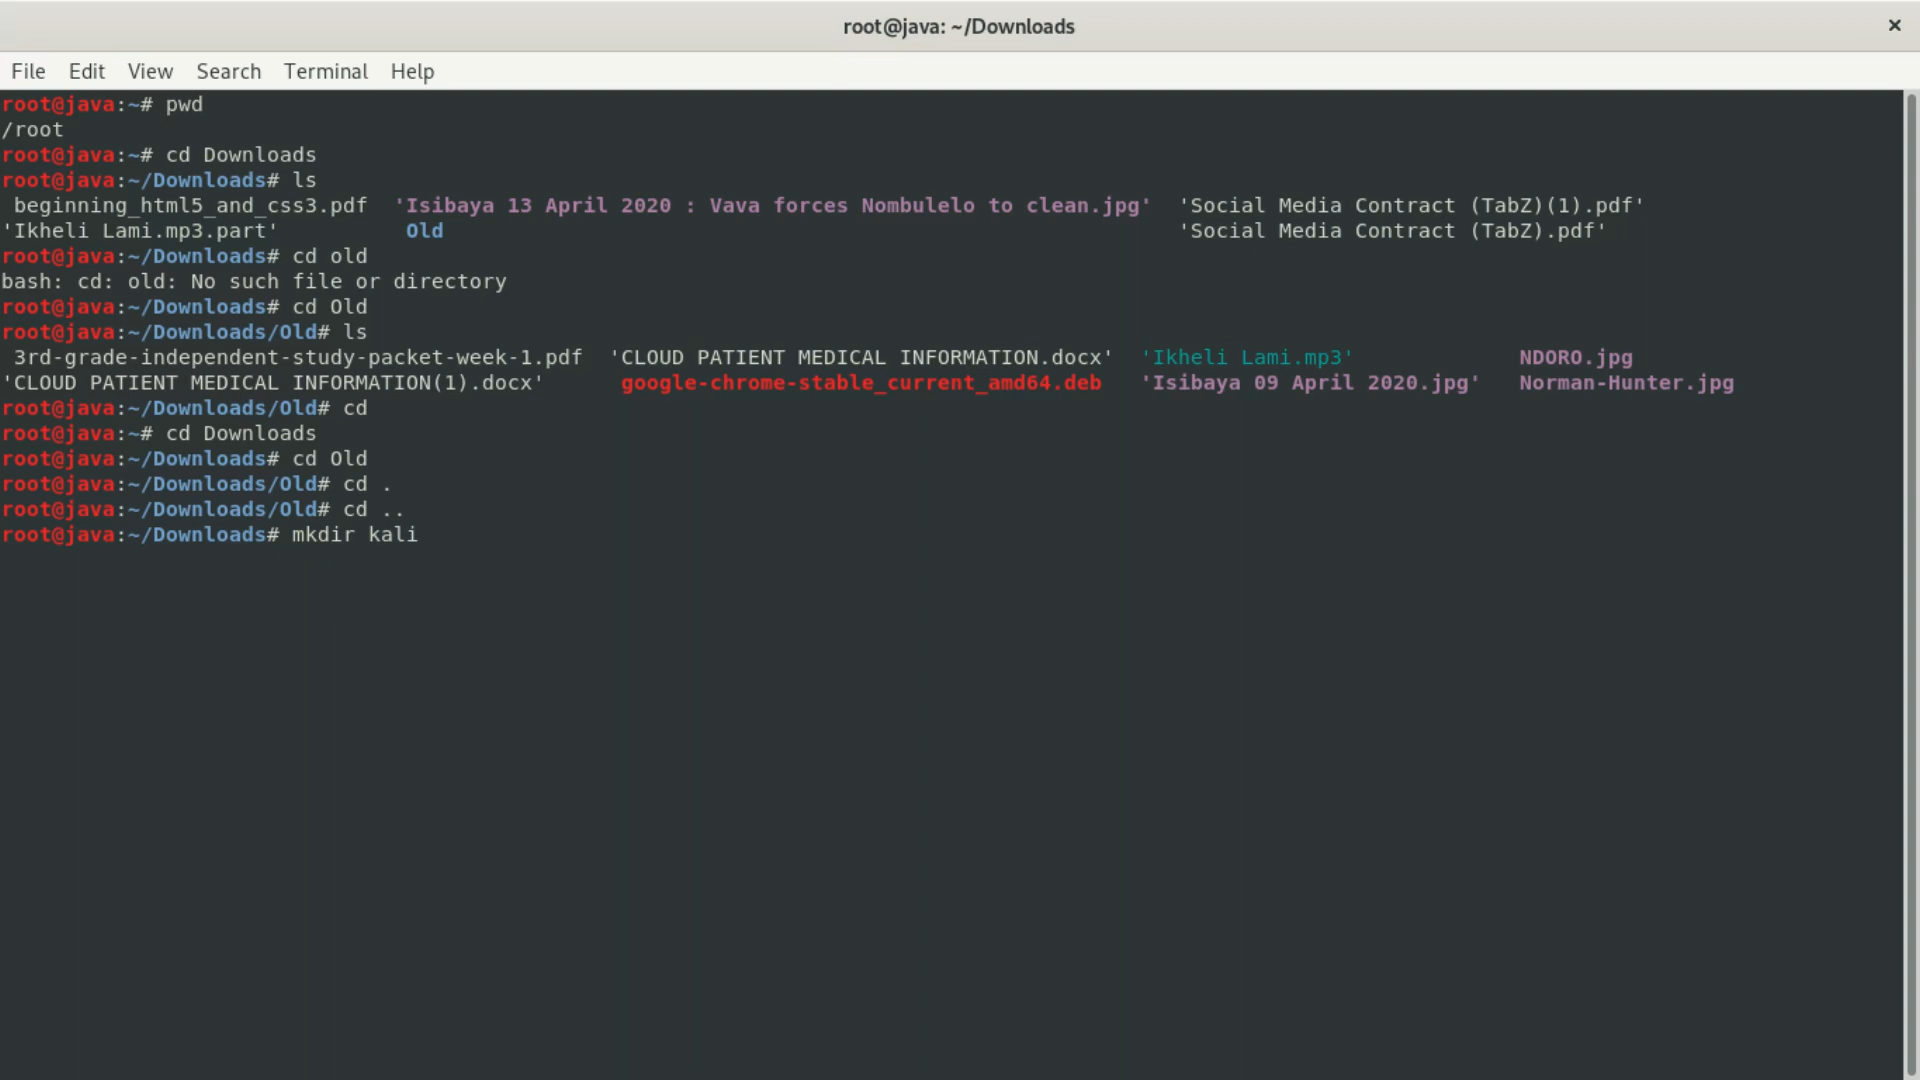 root@java: ~/Downloads
File Edit View Search Terminal Help
root@java:~# pwd
/root
root@java:~# cd Downloads
root@java:~/Downloads# ls
 beginning_html5_and_css3.pdf  'Isibaya 13 April 2020 : Vava forces Nombulelo to clean.jpg'  'Social Media Contract (TabZ)(1).pdf'
'Ikheli Lami.mp3.part'          Old                                                          'Social Media Contract (TabZ).pdf'
root@java:~/Downloads# cd old
bash: cd: old: No such file or directory
root@java:~/Downloads# cd Old
root@java:~/Downloads/Old# ls
 3rd-grade-independent-study-packet-week-1.pdf  'CLOUD PATIENT MEDICAL INFORMATION.docx'  'Ikheli Lami.mp3'             NDORO.jpg
'CLOUD PATIENT MEDICAL INFORMATION(1).docx'      google-chrome-stable_current_amd64.deb   'Isibaya 09 April 2020.jpg'   Norman-Hunter.jpg
root@java:~/Downloads/Old# cd
root@java:~# cd Downloads
root@java:~/Downloads# cd Old
root@java:~/Downloads/Old# cd .
root@java:~/Downloads/Old# cd ..
root@java:~/Downloads# mkdir kali